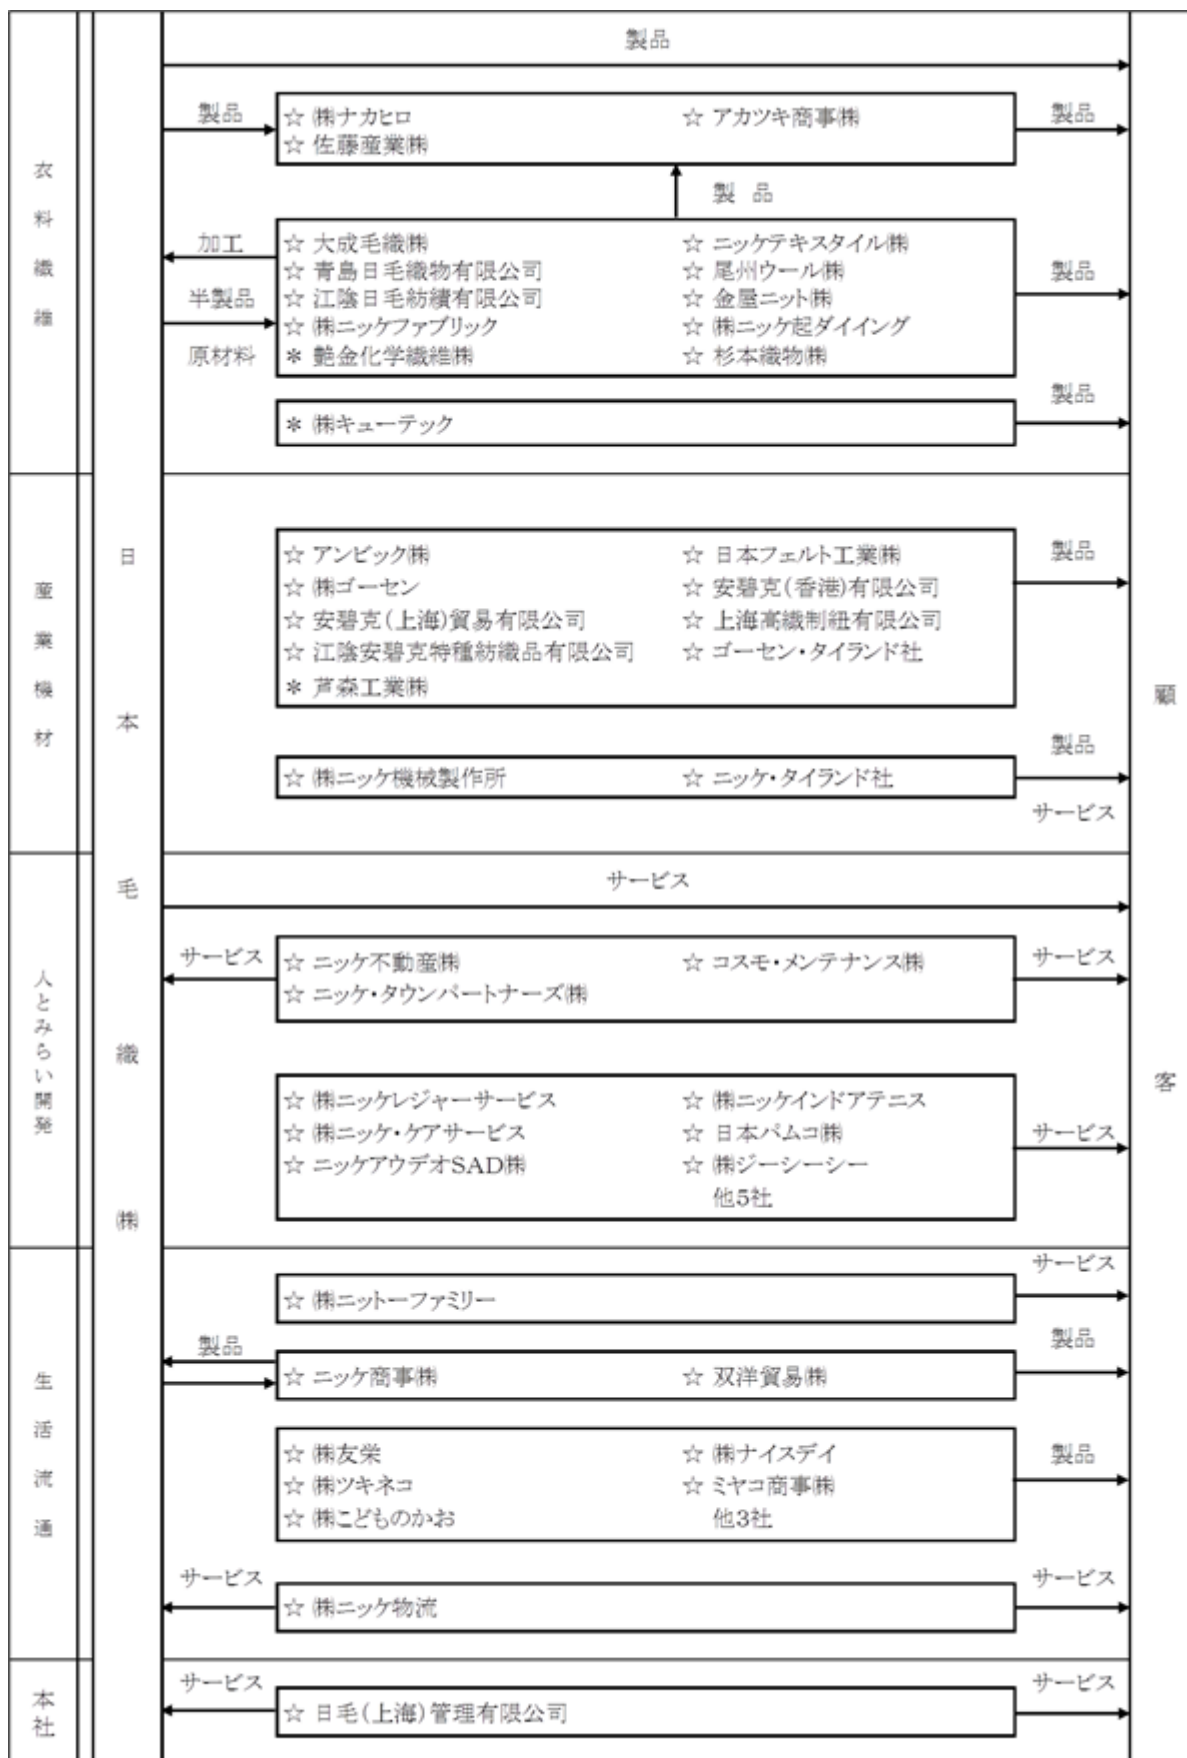 衣料繊維
産業機材
人とみらい開発
生活流通
本社
日本毛織㈱
顧客
製品
製品
☆ ㈱ナカヒロ ☆ アカツキ商事㈱
製品
☆ 佐藤産業㈱
製 品
加工
☆ 大成毛織㈱ ☆ ニッケテキスタイル㈱
☆ 青島日毛織物有限公司 ☆ 尾州ウール㈱
製品
半製品
☆ 江陰日毛紡績有限公司 ☆ 金屋ニット㈱
☆ ㈱ニッケファブリック ☆ ㈱ニッケ起ダイイング
原材料
* 艶金化学繊維㈱ ☆ 杉本織物㈱
製品
* ㈱キューテック
☆ アンビック㈱ ☆ 日本フェルト工業㈱
製品
☆ ㈱ゴーセン ☆ 安碧克(香港)有限公司
☆ 安碧克(上海)貿易有限公司 ☆ 上海高織制紐有限公司
☆ 江陰安碧克特種紡織品有限公司 ☆ ゴーセン・タイランド社
* 芦森工業㈱
製品
☆ ㈱ニッケ機械製作所 ☆ ニッケ・タイランド社
サービス
サービス
サービス
☆ ニッケ不動産㈱ ☆ コスモ・メンテナンス㈱
サービス
☆ ニッケ・タウンパートナーズ㈱
☆ ㈱ニッケレジャーサービス ☆ ㈱ニッケインドアテニス
☆ ㈱ニッケ・ケアサービス ☆ 日本パムコ㈱
サービス
☆ ニッケアウデオSAD㈱ ☆ ㈱ジーシーシー
他5社
サービス
☆ ㈱ニットーファミリー
製品
製品
☆ ニッケ商事㈱ ☆ 双洋貿易㈱
☆ ㈱友栄 ☆ ㈱ナイスデイ
製品
☆ ㈱ツキネコ ☆ ミヤコ商事㈱
☆ ㈱こどものかお 他3社
サービス
サービス
☆ ㈱ニッケ物流
サービス
サービス
☆ 日毛(上海)管理有限公司